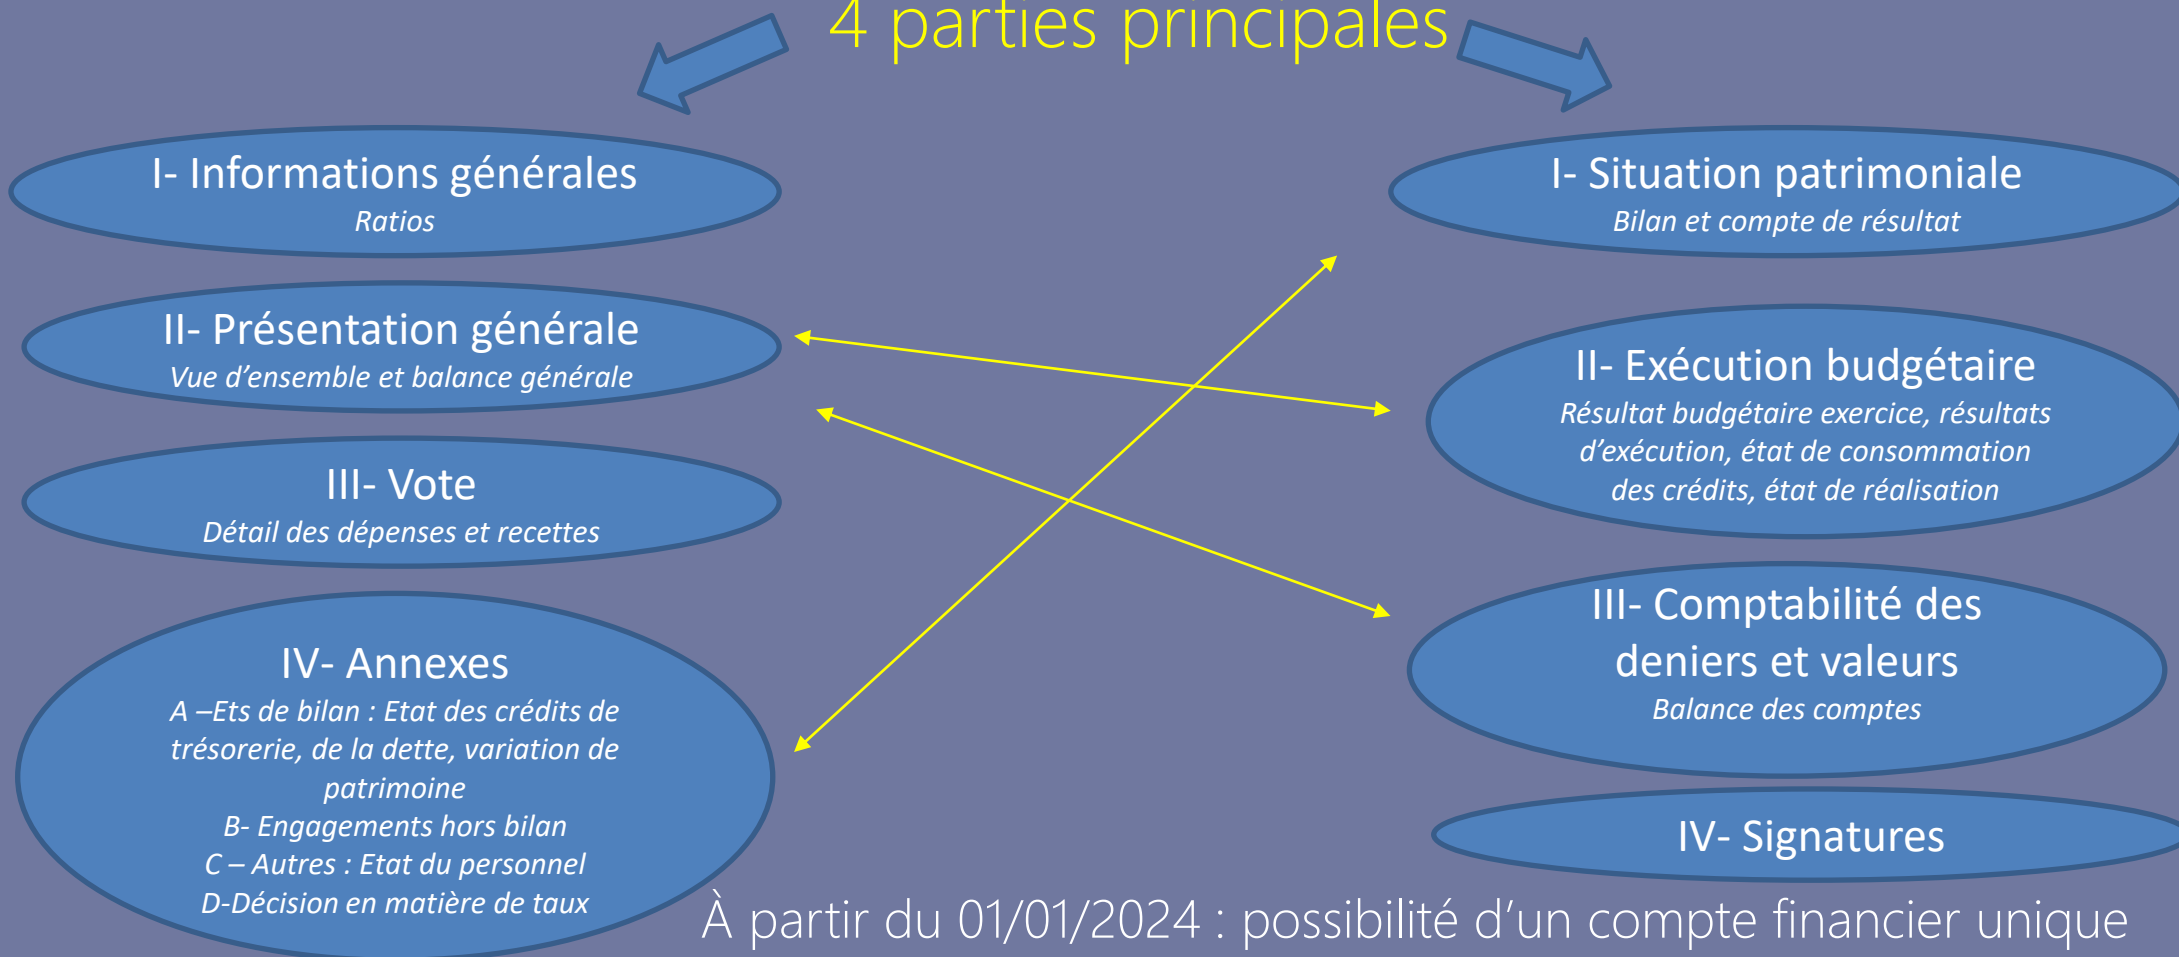 4 parties principales
I- Informations générales
Ratios
II- Présentation générale
Vue d'ensemble et balance générale
III- Vote
Détail des dépenses et recettes
IV- Annexes
A –Ets de bilan : Etat des crédits de
trésorerie, de la dette, variation de
patrimoine
B- Engagements hors bilan
C – Autres : Etat du personnel
D-Décision en matière de taux
I- Situation patrimoniale
Bilan et compte de résultat
II- Exécution budgétaire
Résultat budgétaire exercice, résultats
d'exécution, état de consommation
des crédits, état de réalisation
III- Comptabilité des
deniers et valeurs
Balance des comptes
IV- Signatures
À partir du 01/01/2024 : possibilité d'un compte financier unique